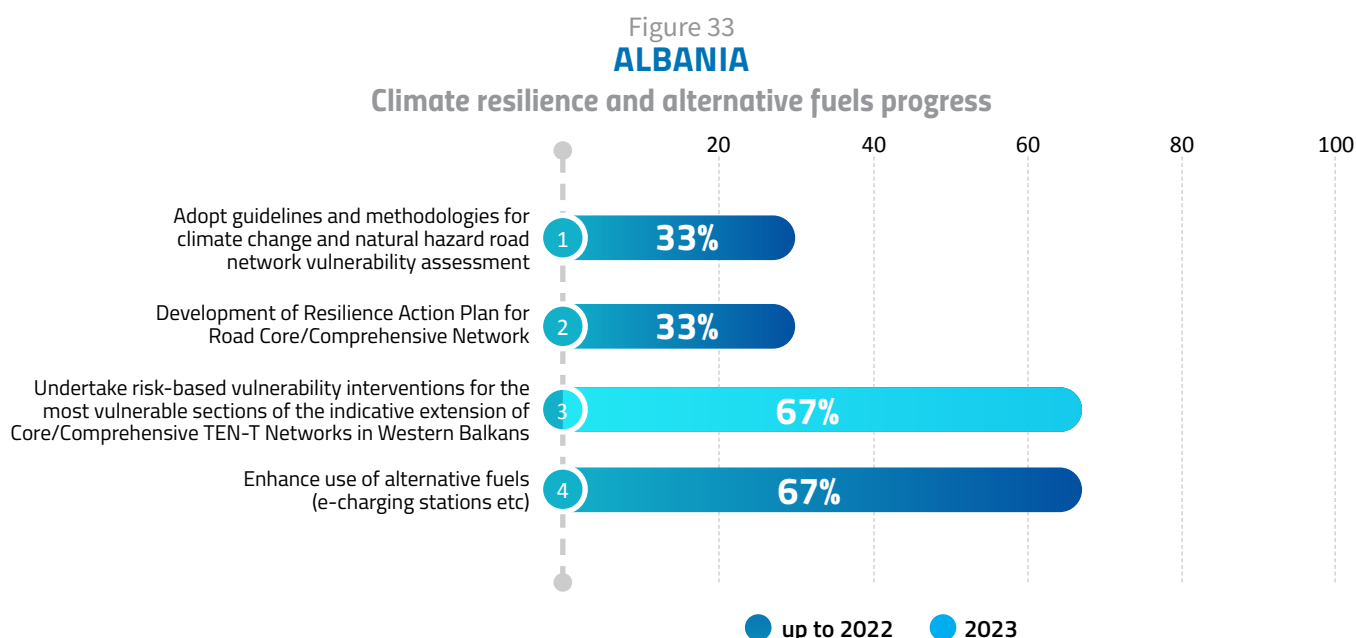 Figure 33
ALBANIA
Climate resilience and alternative fuels progress
20 40 60 80 100
Adopt guidelines and methodologies for
climate change and natural hazard road
network vulnerability assessment
1 33%
Development of Resilience Action Plan for
Road Core/Comprehensive Network
2 33%
Undertake risk-based vulnerability interventions for the
most vulnerable sections of the indicative extension of
Core/Comprehensive TEN-T Networks in Western Balkans
3 67%
Enhance use of alternative fuels
(e-charging stations etc)
4 67%
up to 2022 2023